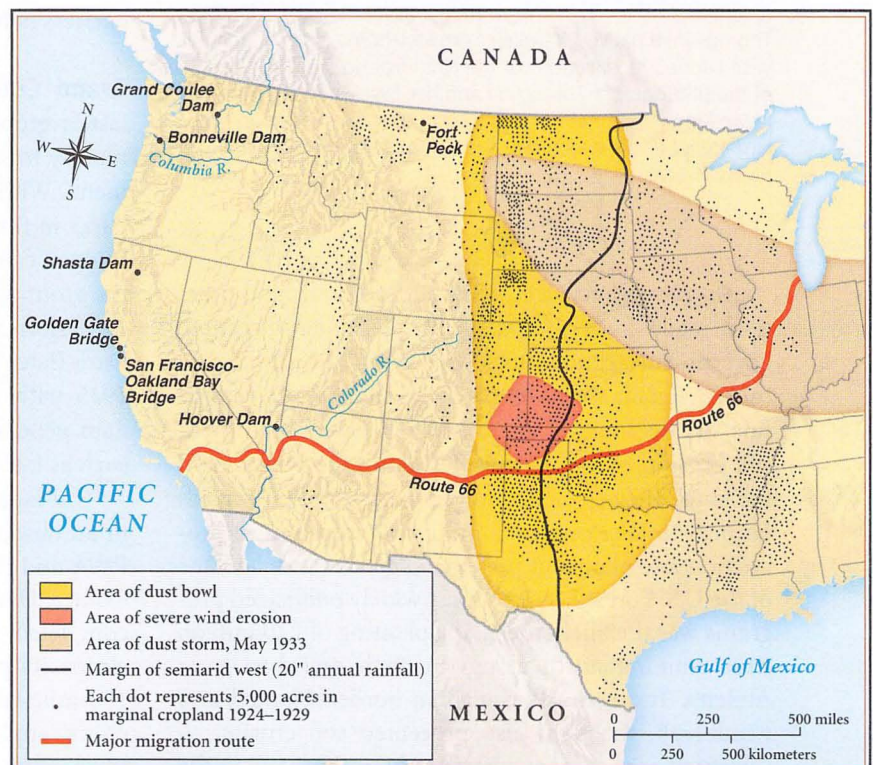 CANADA
Grand Coulee
Dam
Bonneville Dam
Columbia R.
Fort
Peck
N
W
E
S
Shasta Dam
Golden Gate
Bridge
San Francisco-
Oakland Bay
Bridge
Colorado R.
Hoover Dam
Route 66
Route 66
PACIFIC
OCEAN
Area of dust bowl
Area of severe wind erosion
Area of dust storm, May 1933
Margin of semiarid west (20" annual rainfall)
Each dot represents 5,000 acres in
marginal cropland 1924–1929
Major migration route
MEXICO
Gulf of Mexico
0 250 500 miles
0 250 500 kilometers